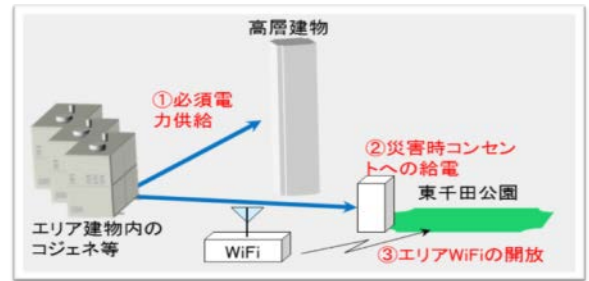 高層建物
①必須電
力供給
②災害時コンセン
トへの給電
東千田公園
エリア建物内の
コジェネ等
WiFi
③エリアWiFiの開放